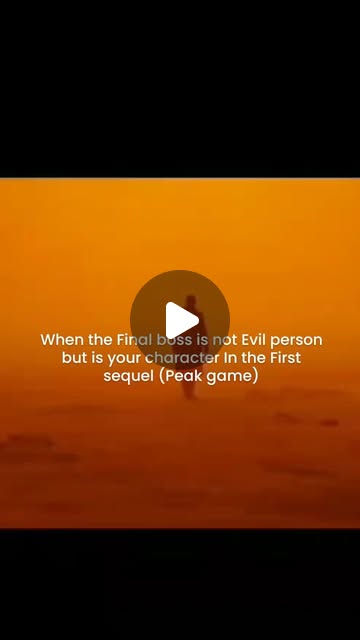 When the Final boss is not Evil person
but is your character In the First
sequel (Peak game)